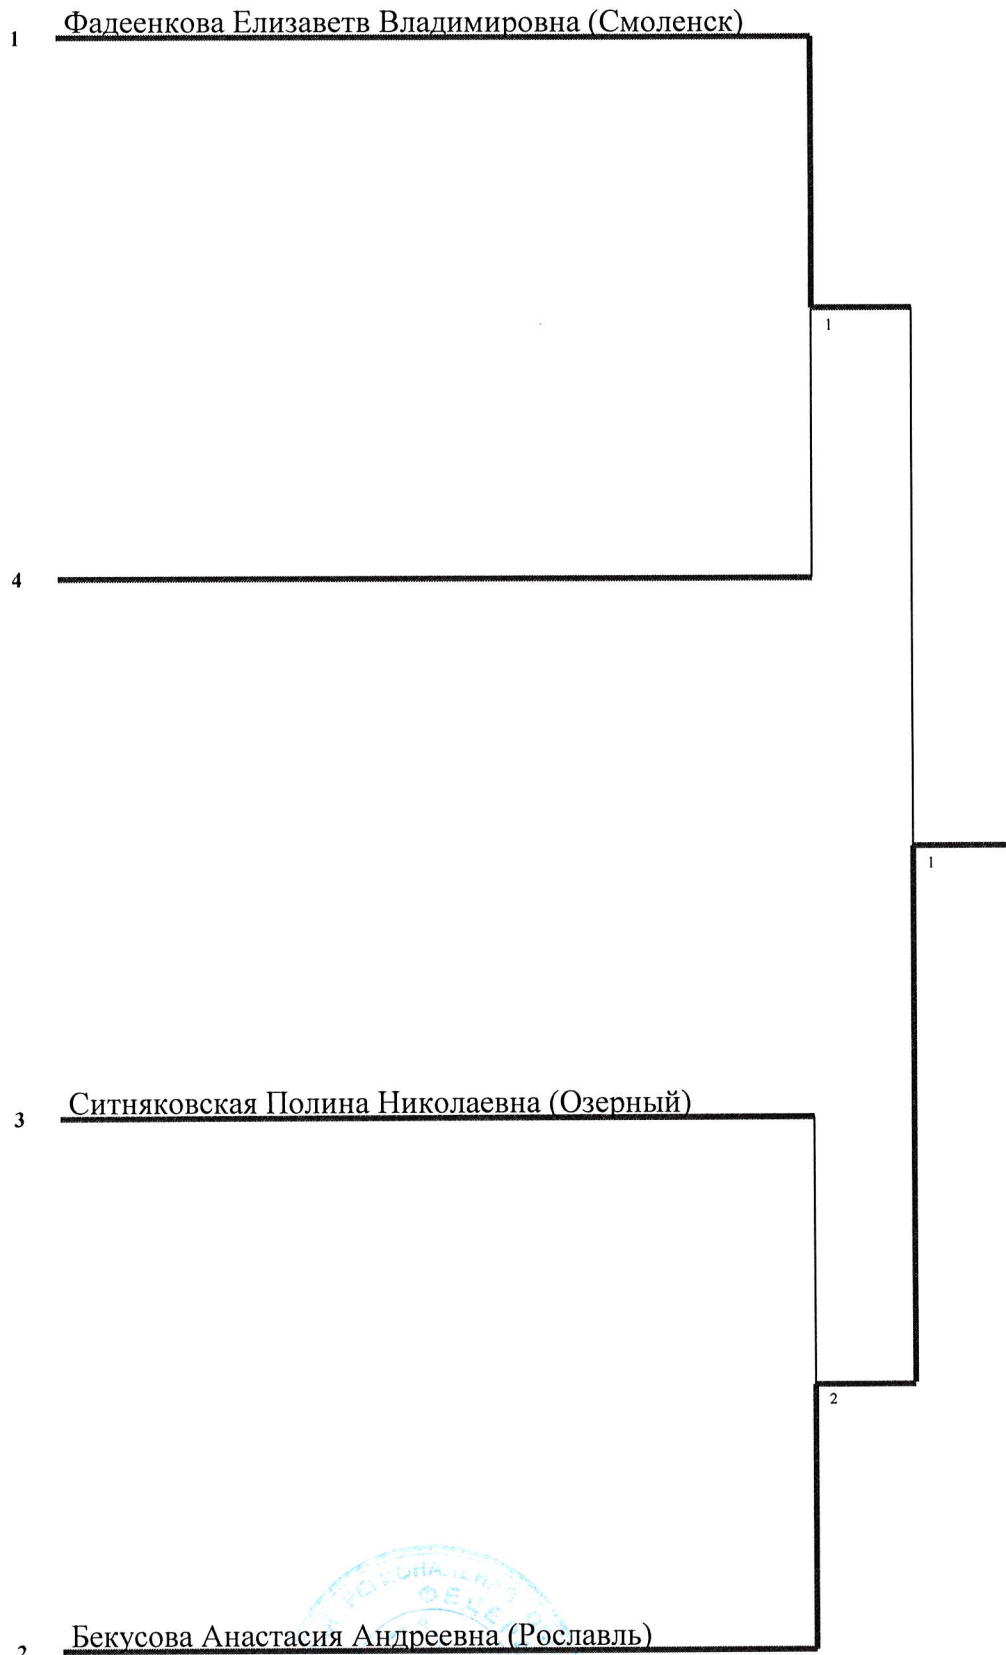 1 Фадеенкова Елизаветв Владимировна (Смоленск)
1
4
1
3 Ситняковская Полина Николаевна (Озерный)
2
РЕГИОНАЛЬНАЯ
2 Бекусова Анастасия Андреевна (Рославль)